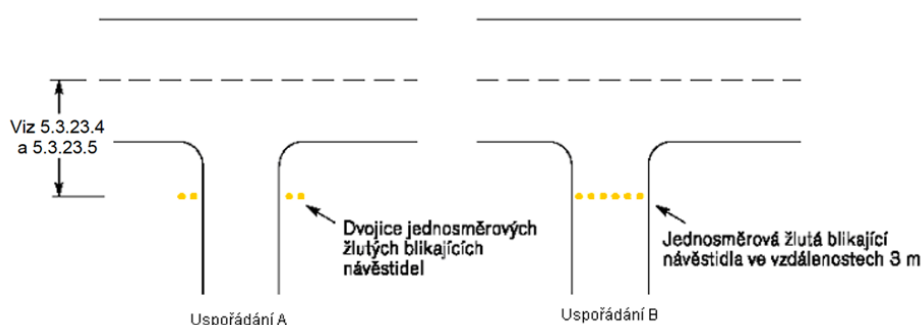 Viz 5.3.23.4
a 5.3.23.5
Dvojice jednosměrových
žlutých blikajících
návěstidel
Uspořádání A
Jednosměrová žlutá blikající
návěstidla ve vzdálenostech 3 m
Uspořádání B